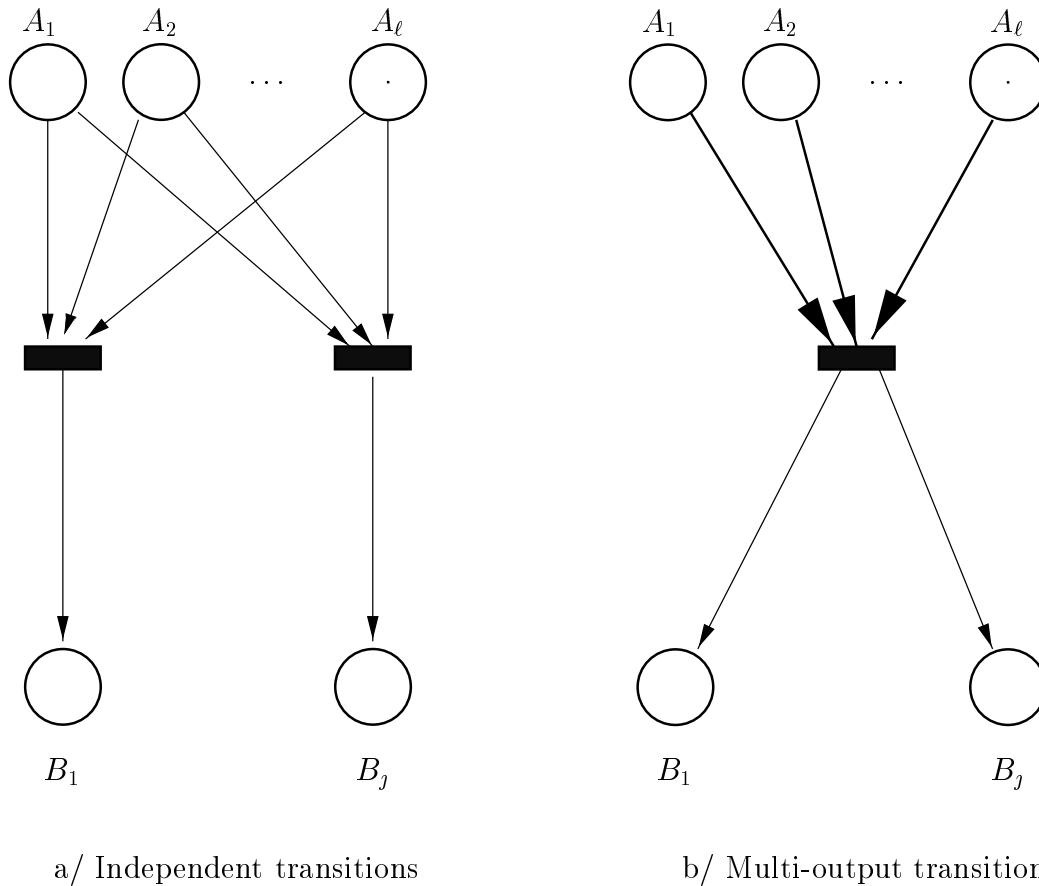 A₁ A₂ Aℓ A₁ A₂ Aℓ
... ...
B₁ Bȷ B₁ Bȷ
a/ Independent transitions b/ Multi-output transition